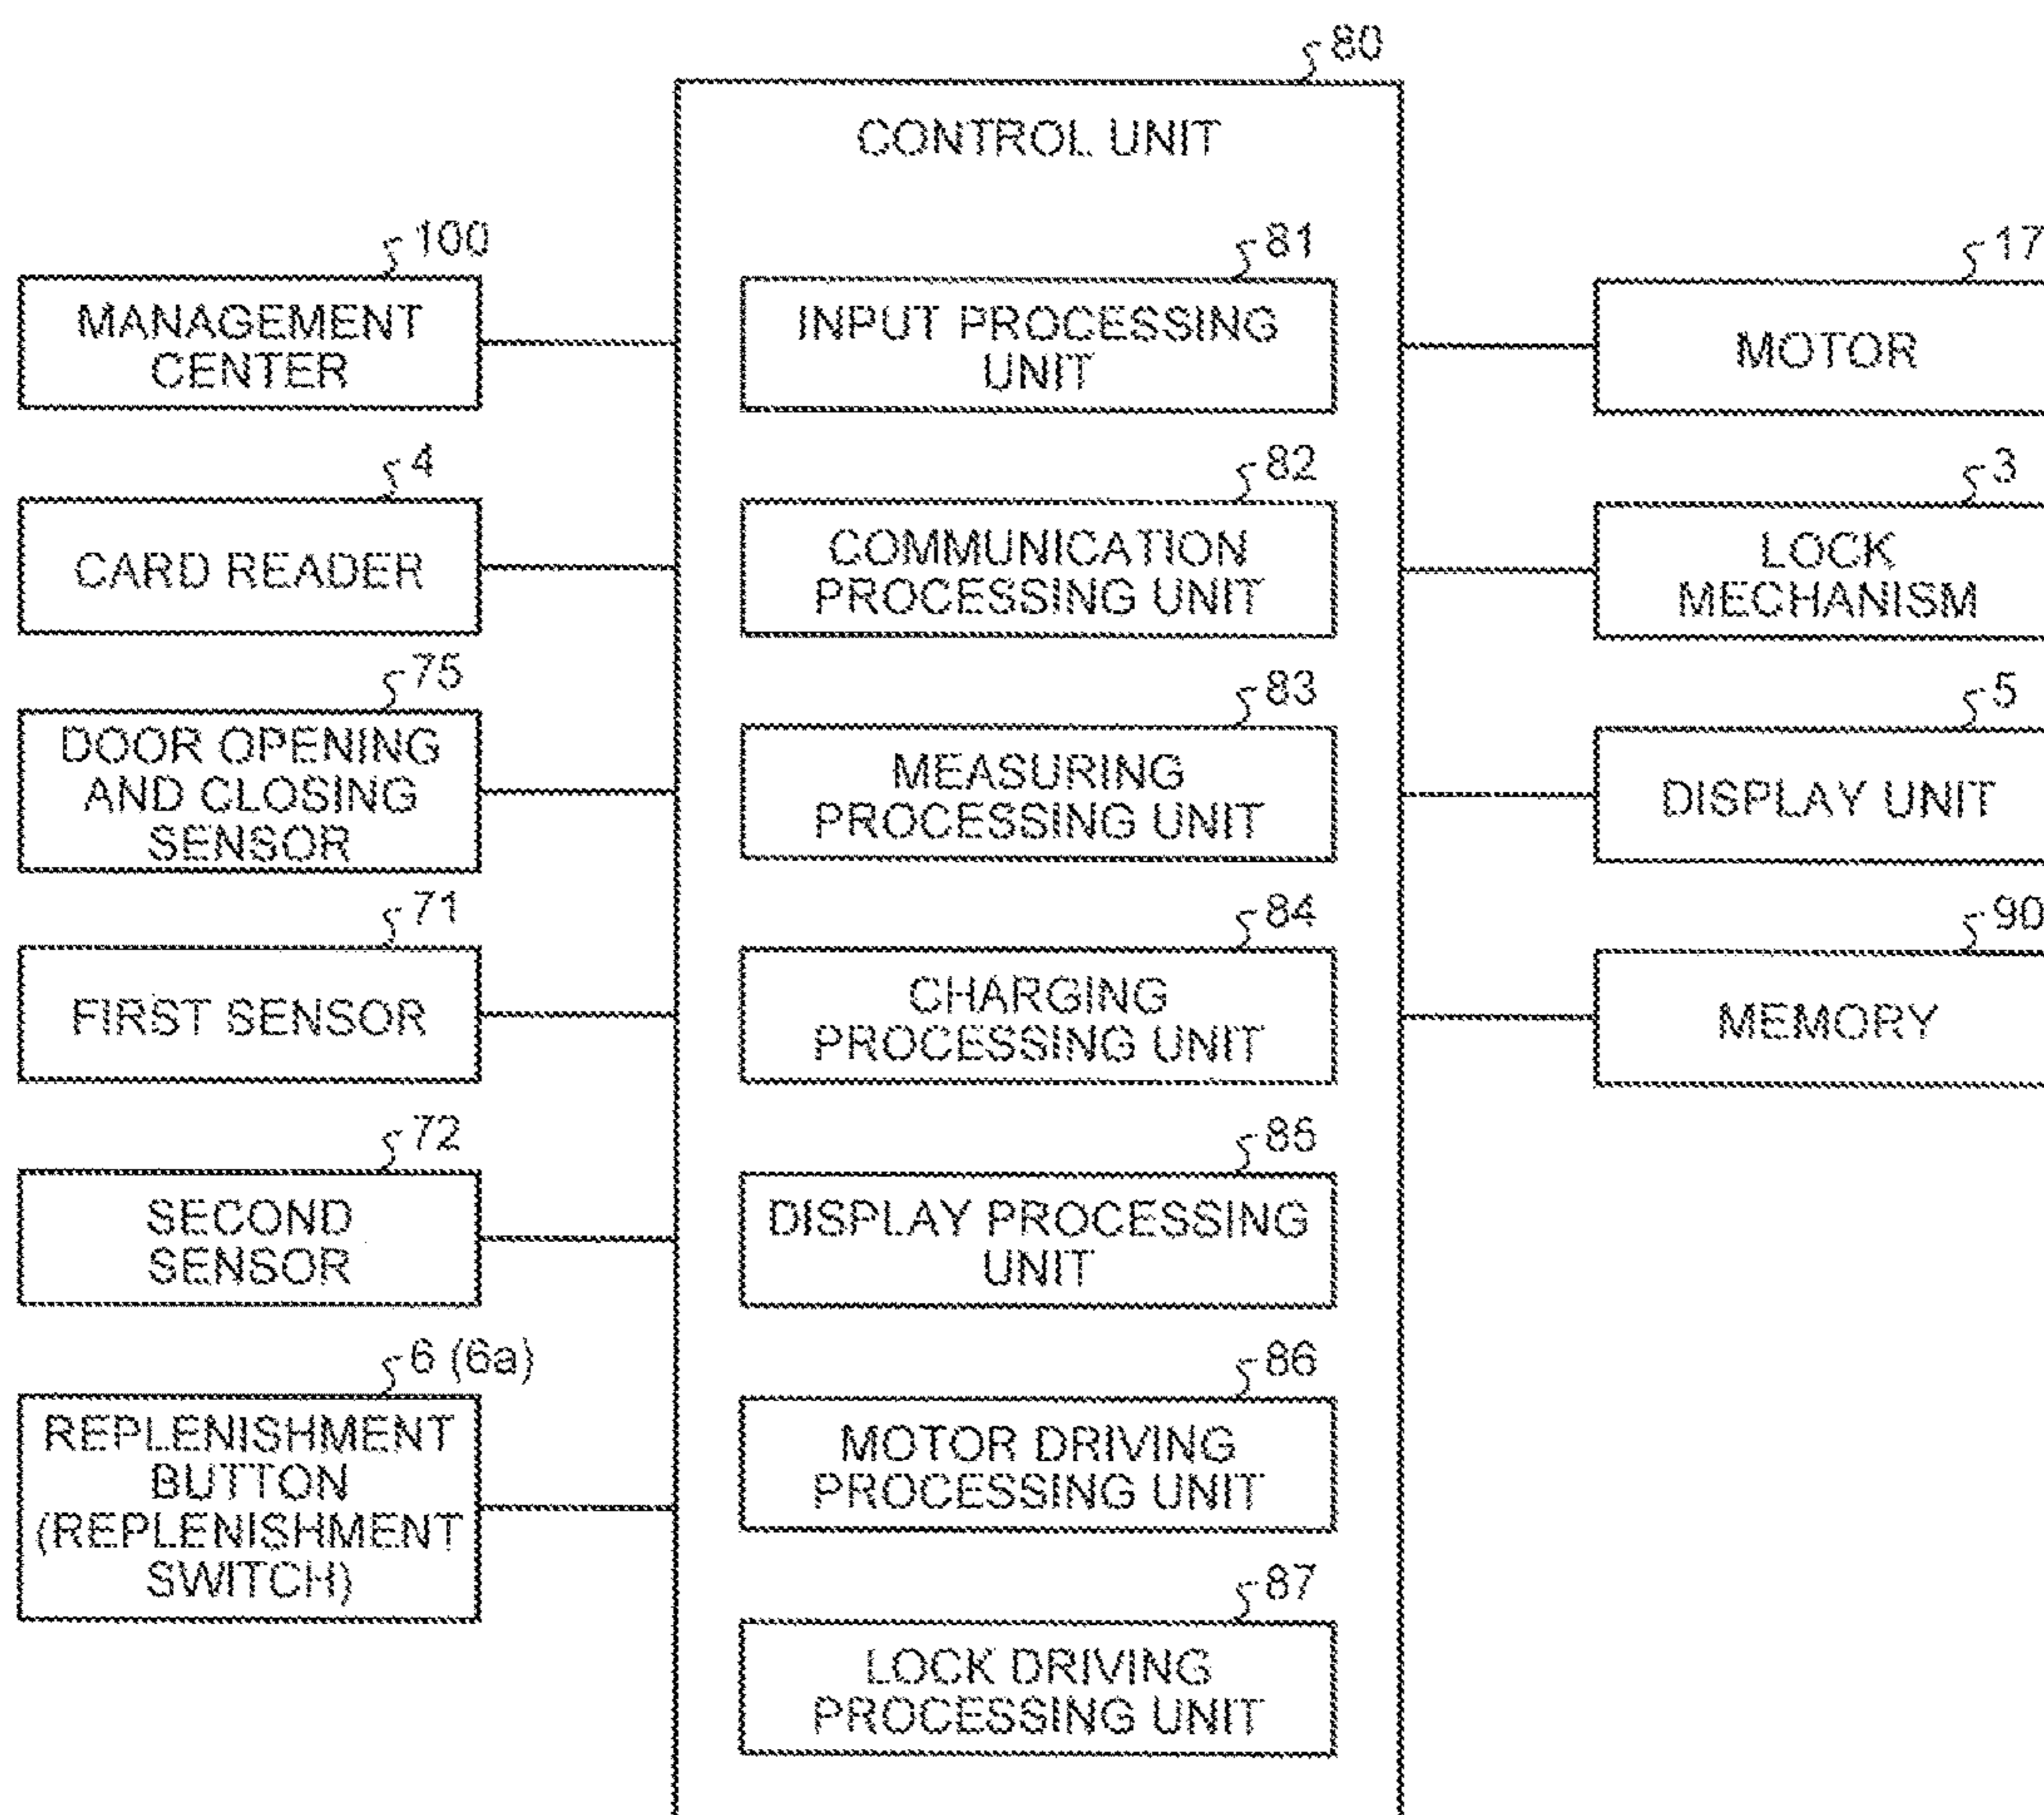 80
CONTROL UNIT
100
MANAGEMENT
CENTER
4
CARD READER
75
DOOR OPENING
AND CLOSING
SENSOR
71
FIRST SENSOR
72
SECOND
SENSOR
6 (6a)
REPLENISHMENT
BUTTON
(REPLENISHMENT
SWITCH)
81
INPUT PROCESSING
UNIT
82
COMMUNICATION
PROCESSING UNIT
83
MEASURING
PROCESSING UNIT
84
CHARGING
PROCESSING UNIT
85
DISPLAY PROCESSING
UNIT
86
MOTOR DRIVING
PROCESSING UNIT
87
LOCK DRIVING
PROCESSING UNIT
17
MOTOR
3
LOCK
MECHANISM
5
DISPLAY UNIT
90
MEMORY